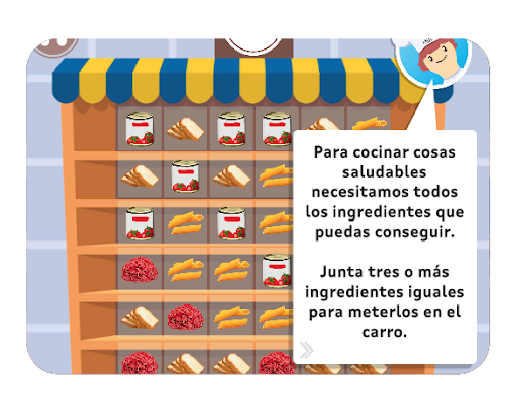 Para cocinar cosas
saludables
necesitamos todos
los ingredientes que
puedas conseguir.
Junta tres o más
ingredientes iguales
para meterlos en el
carro.